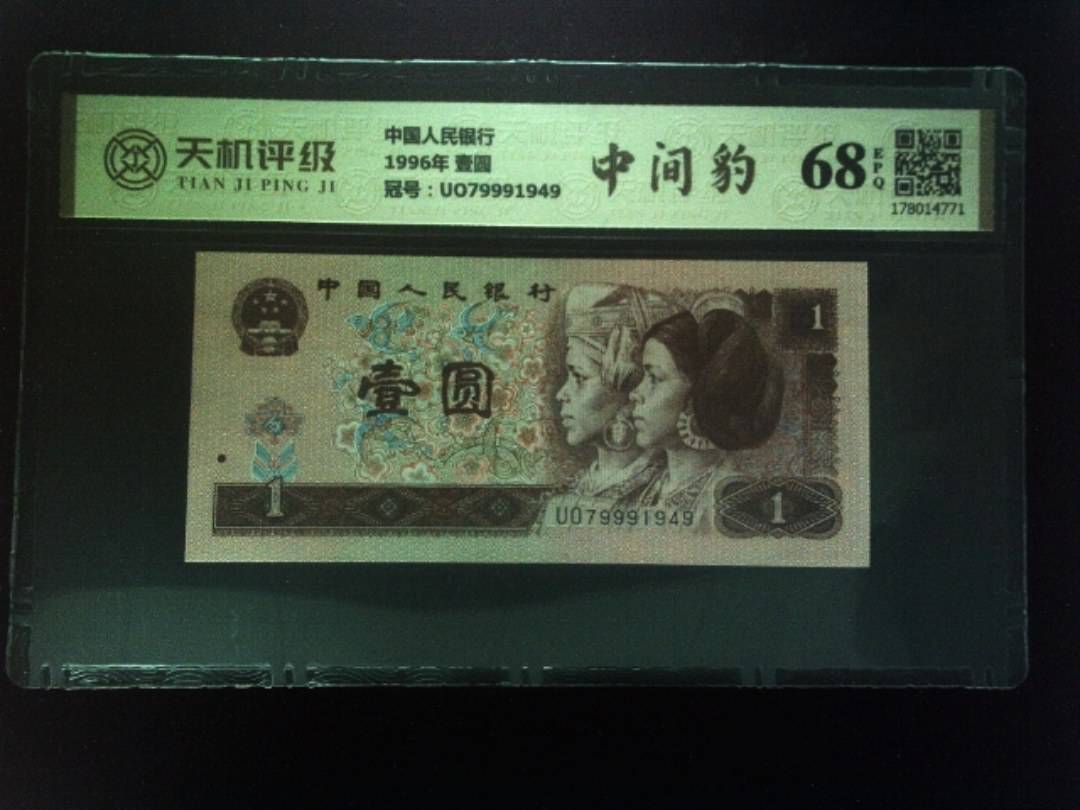 天机评级
TIAN JI PING JI
中国人民银行
1996年 壹圆
冠号：UO79991949
中间豹
68
EPQ
178014771
中国人民银行
1
壹圆
1
UO79991949
1